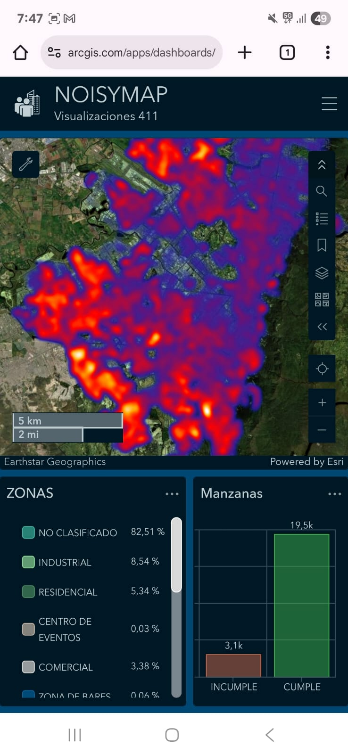 7:47
5G
49
arcgis.com/apps/dashboards/
1
NOISYMAP
Visualizaciones 411
5 km
2 mi
Earthstar Geographics
Powered by Esri
ZONAS
NO CLASIFICADO 82,51 %
INDUSTRIAL 8,54 %
RESIDENCIAL 5,34 %
CENTRO DE
EVENTOS 0,03 %
COMERCIAL 3,38 %
ZONA DE BARES 0,06 %
Manzanas
19,5k
3,1k
INCUMPLE
CUMPLE